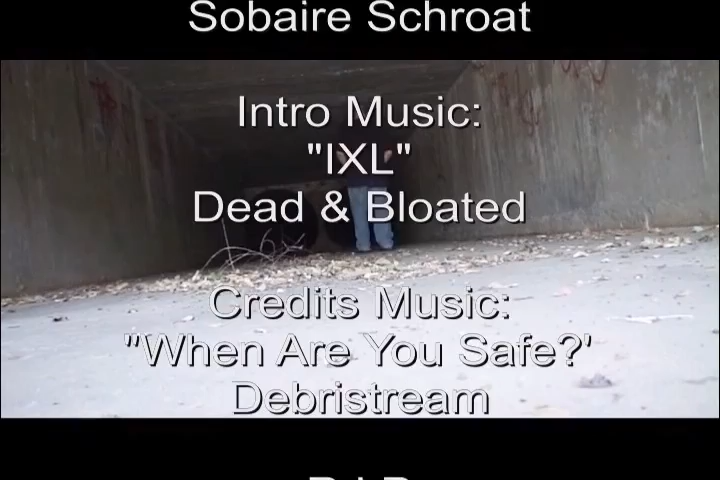 Sobaire Schroat
Intro Music:
"IXL"
Dead & Bloated
Credits Music:
"When Are You Safe?'
Debristream